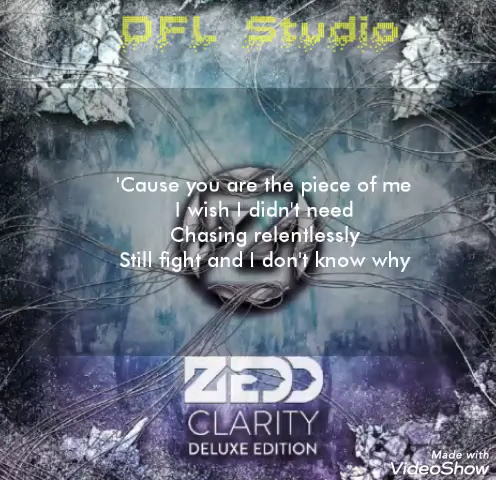 DFL Studio
'Cause you are the piece of me
I wish I didn't need
Chasing relentlessly
Still fight and I don't know why
ZEDD
CLARITY
DELUXE EDITION
Made with
VideoShow